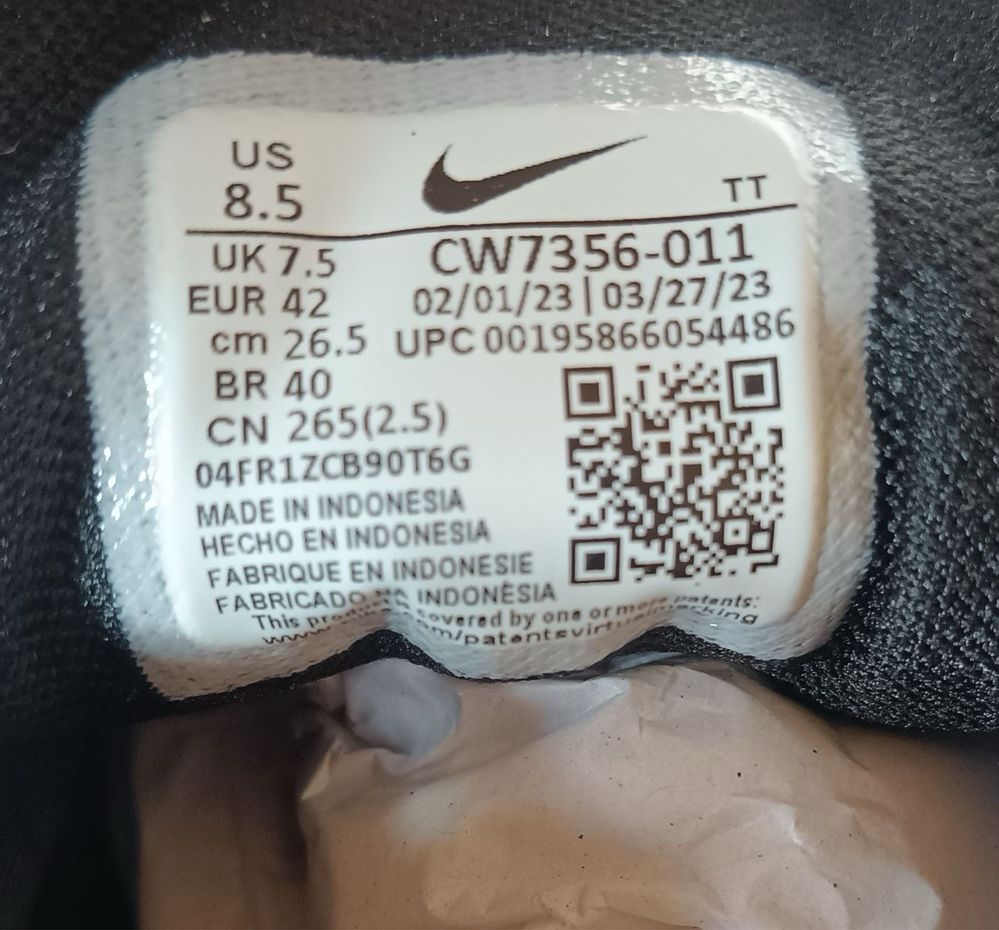 US
8.5
TT
UK 7.5
CW7356-011
EUR 42
02/01/23 | 03/27/23
cm 26.5
UPC 00195866054486
BR 40
CN 265(2.5)
04FR1ZCB90T6G
MADE IN INDONESIA
HECHO EN INDONESIA
FABRIQUE EN INDONESIE
FABRICADO NA INDONÉSIA
This covered by one or more patents: